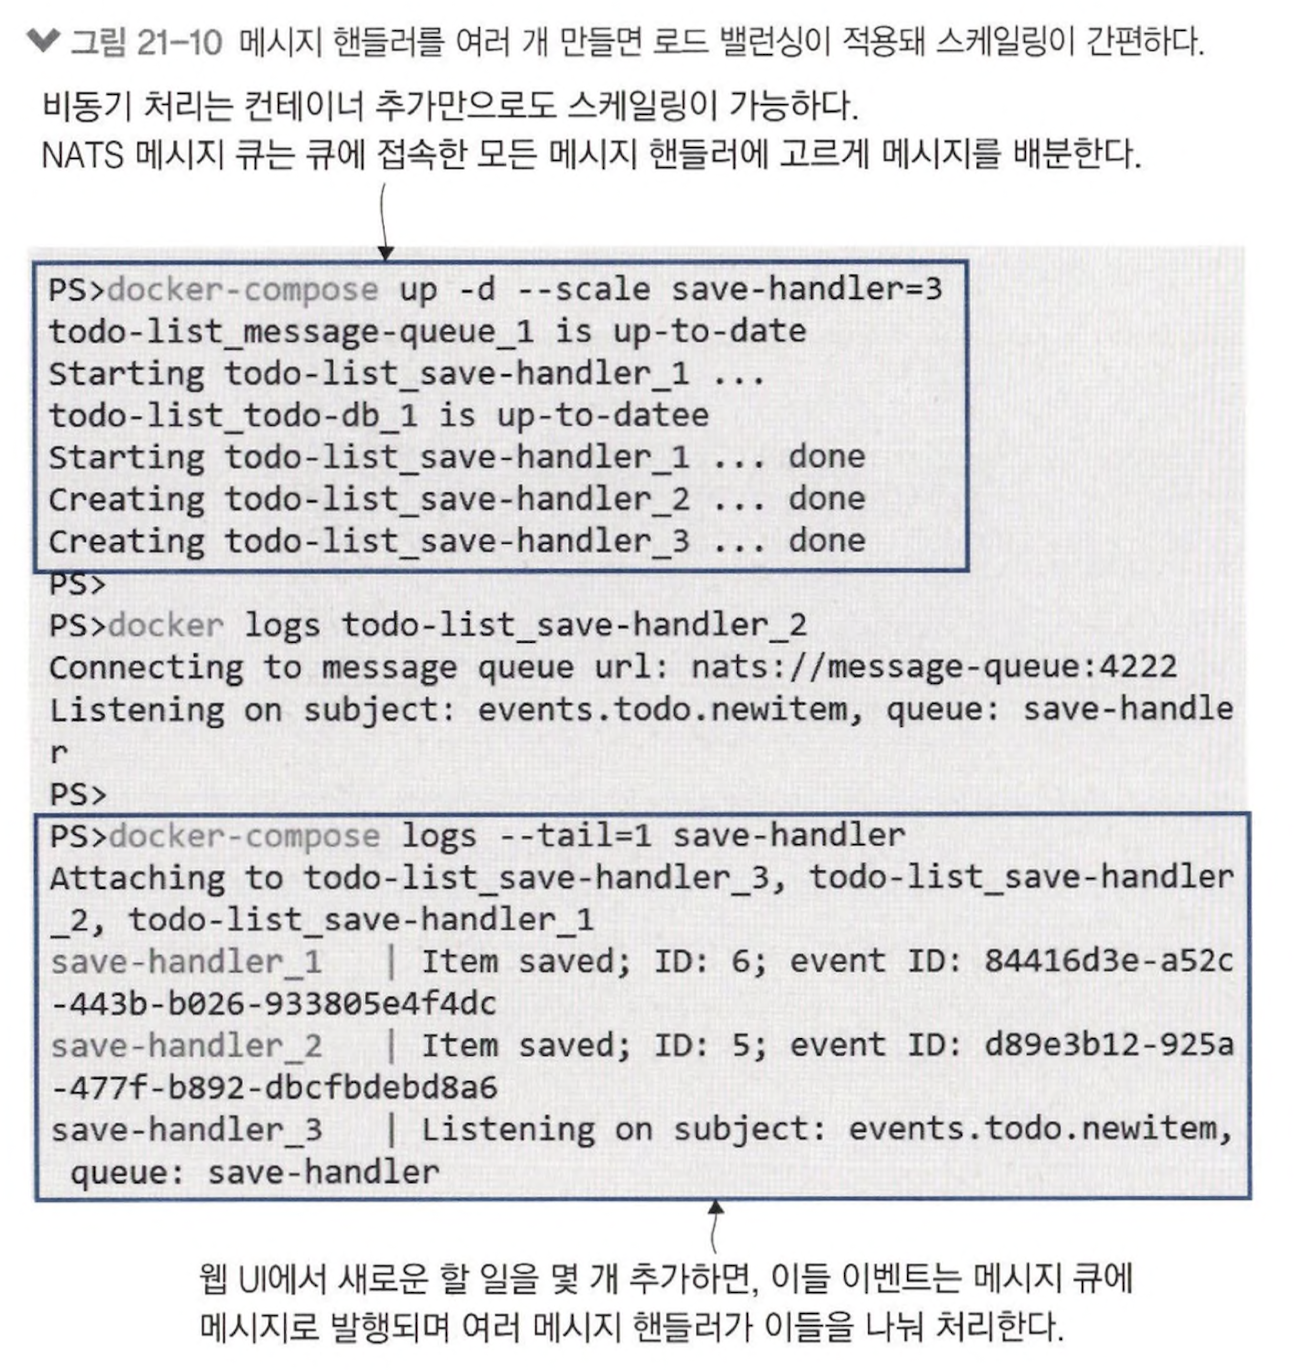 그림 21-10 메시지 핸들러를 여러 개 만들면 로드 밸런싱이 적용돼 스케일링이 간편하다.
비동기 처리는 컨테이너 추가만으로도 스케일링이 가능하다.
NATS 메시지 큐는 큐에 접속한 모든 메시지 핸들러에 고르게 메시지를 배분한다.
PS>docker-compose up -d --scale save-handler=3
todo-list_message-queue_1 is up-to-date
Starting todo-list_save-handler_1 ...
todo-list_todo-db_1 is up-to-datee
Starting todo-list_save-handler_1 ... done
Creating todo-list_save-handler_2 ... done
Creating todo-list_save-handler_3 ... done
PS>
PS>docker logs todo-list_save-handler_2
Connecting to message queue url: nats://message-queue:4222
Listening on subject: events.todo.newitem, queue: save-handle
r
PS>
PS>docker-compose logs --tail=1 save-handler
Attaching to todo-list_save-handler_3, todo-list_save-handler
_2, todo-list_save-handler_1
save-handler_1   | Item saved; ID: 6; event ID: 84416d3e-a52c
-443b-b026-933805e4f4dc
save-handler_2   | Item saved; ID: 5; event ID: d89e3b12-925a
-477f-b892-dbcfbdebd8a6
save-handler_3   | Listening on subject: events.todo.newitem,
 queue: save-handler
웹 UI에서 새로운 할 일을 몇 개 추가하면, 이들 이벤트는 메시지 큐에
메시지로 발행되며 여러 메시지 핸들러가 이들을 나눠 처리한다.